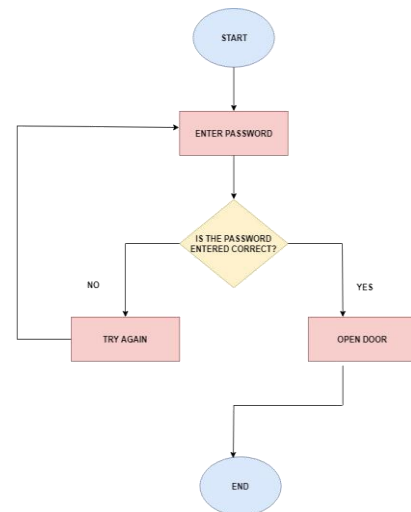 START
ENTER PASSWORD
IS THE PASSWORD
ENTERED CORRECT?
NO
YES
TRY AGAIN
OPEN DOOR
END